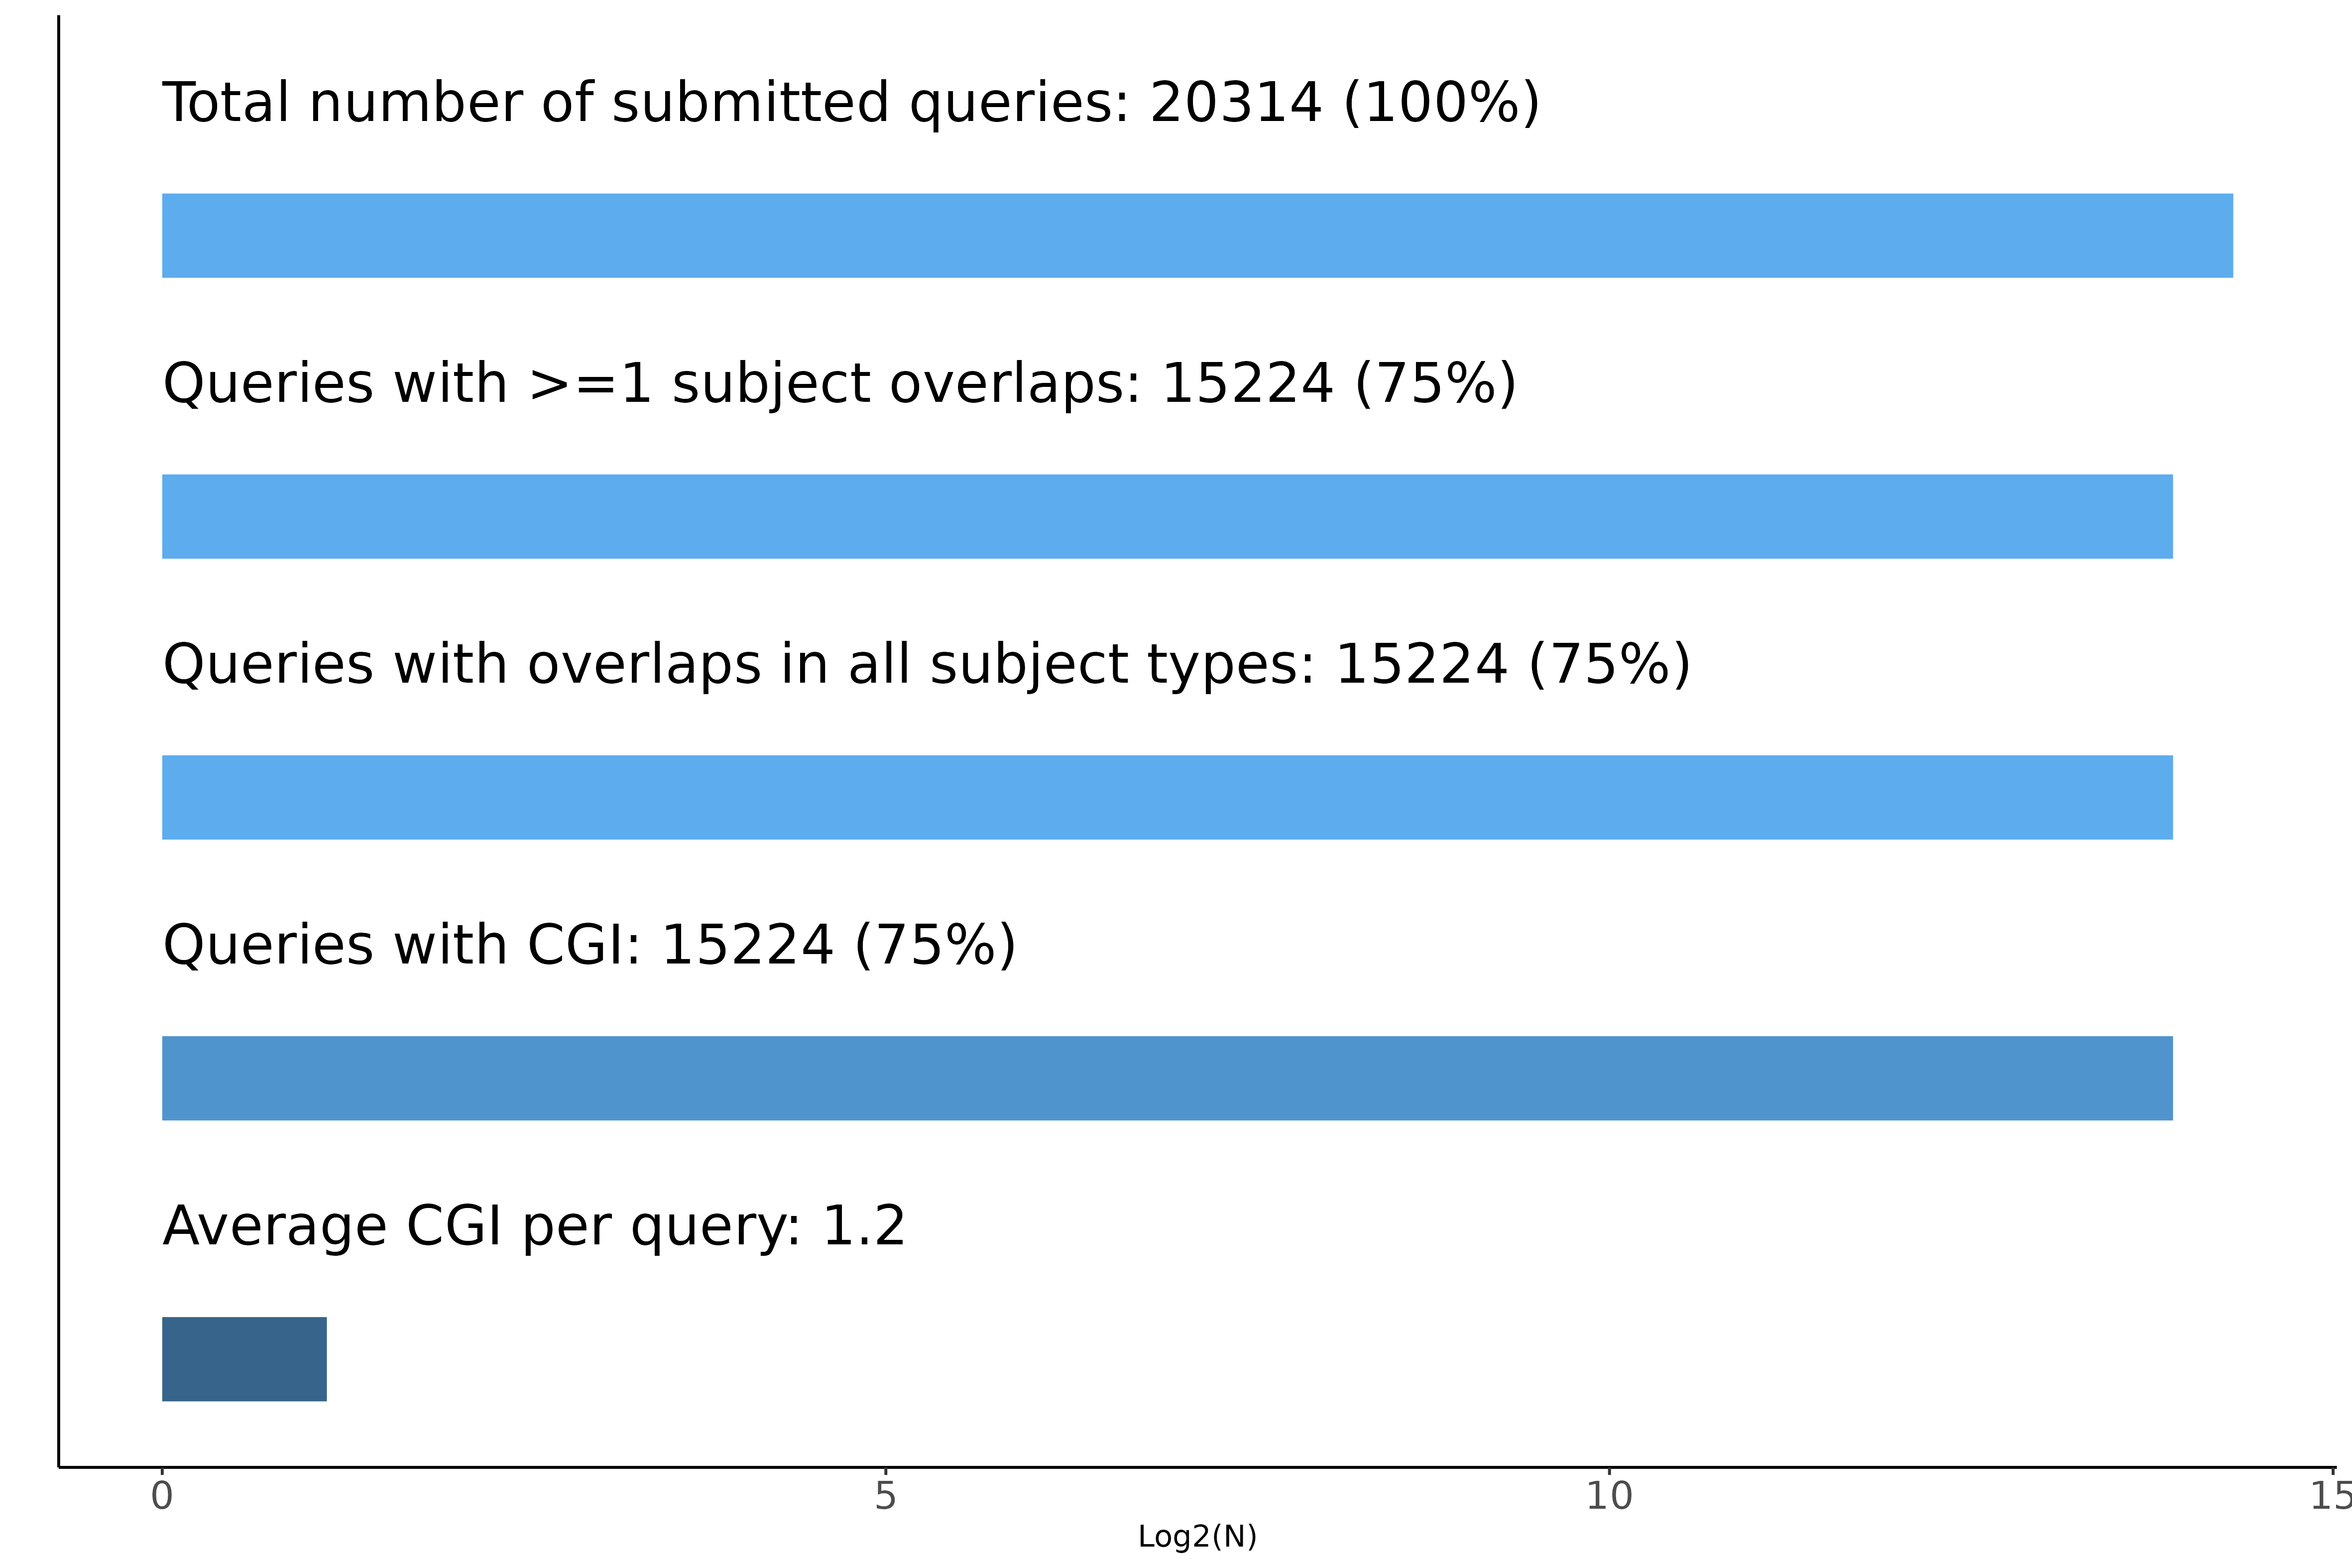 Total number of submitted queries: 20314 (100%)
Queries with >=1 subject overlaps: 15224 (75%)
Queries with overlaps in all subject types: 15224 (75%)
Queries with CGI: 15224 (75%)
Average CGI per query: 1.2
0 5 10 15
Log2(N)